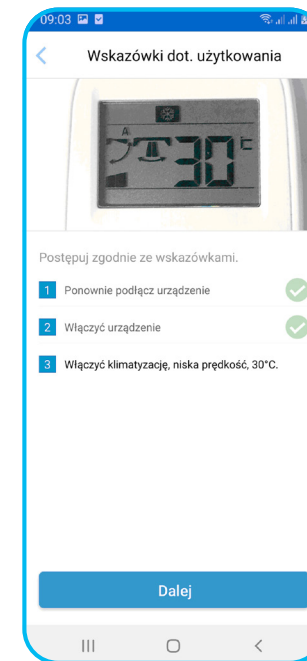 09:03
Wskazówki dot. użytkowania
A
30
Postępuj zgodnie ze wskazówkami.
1 Ponownie podłącz urządzenie
2 Włączyć urządzenie
3 Włączyć klimatyzację, niska prędkość, 30°C.
Dalej